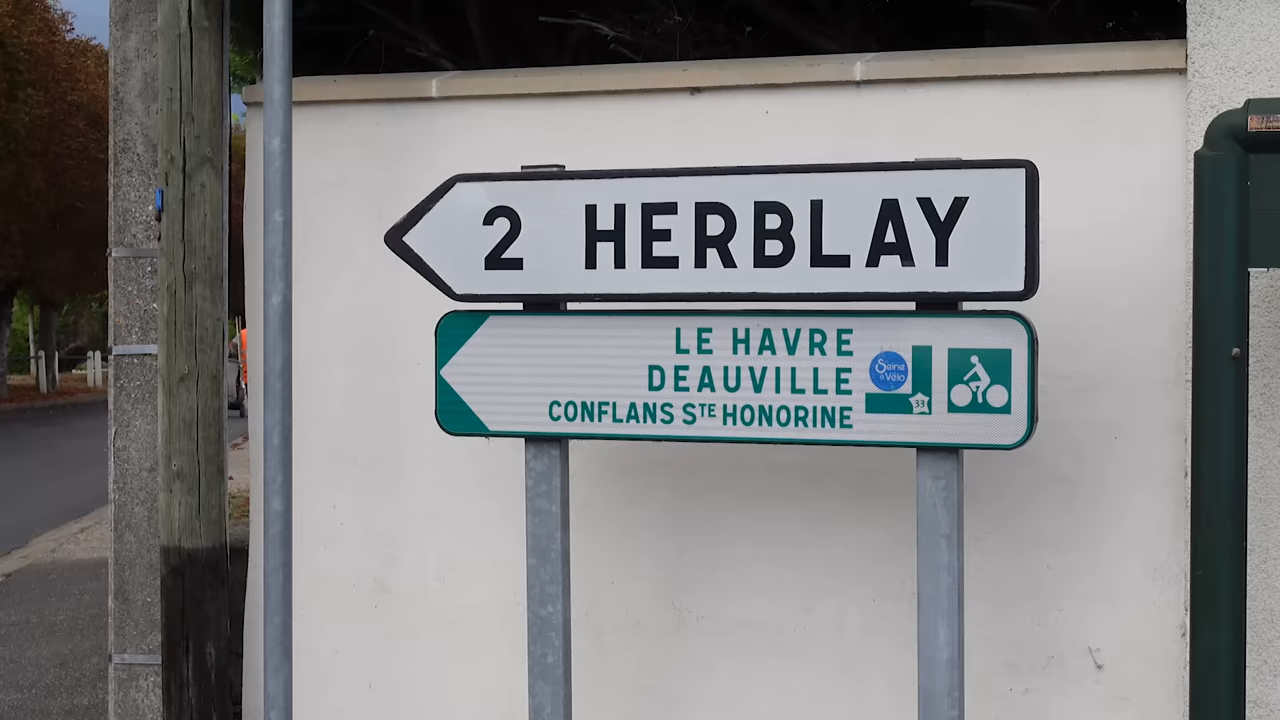 2 HERBLAY
LE HAVRE
DEAUVILLE
CONFLANS STE HONORINE
Seine
à Vélo
33